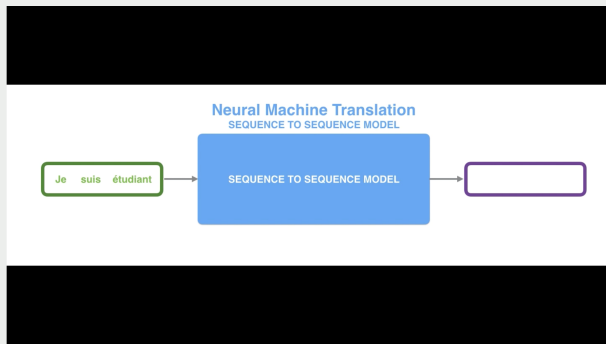 Neural Machine Translation
SEQUENCE TO SEQUENCE MODEL
Je suis étudiant
SEQUENCE TO SEQUENCE MODEL